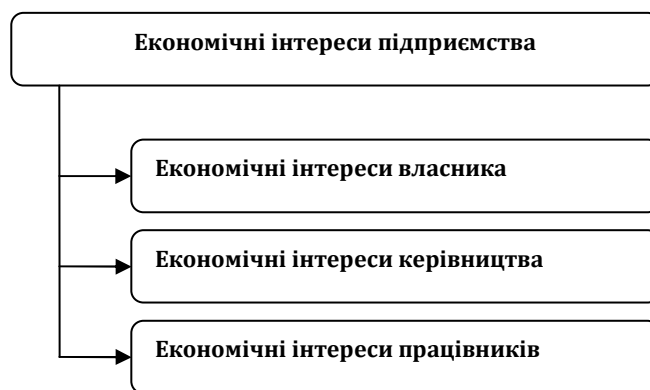 Економічні інтереси підприємства
Економічні інтереси власника
Економічні інтереси керівництва
Економічні інтереси працівників